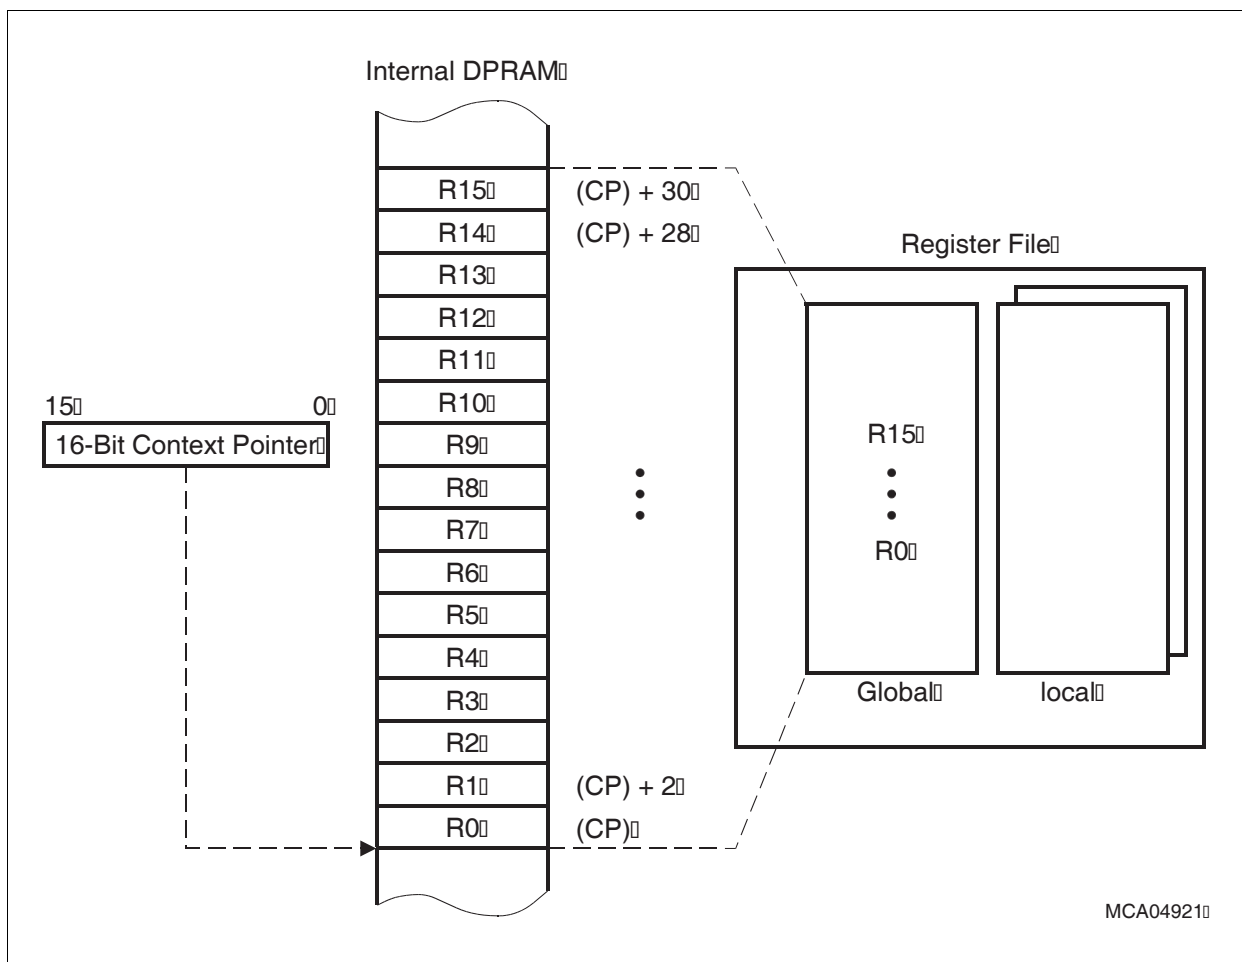 Internal DPRAM
R15 (CP) + 30
R14 (CP) + 28
Register File
R13
R12
R11
R10
15 0
16-Bit Context Pointer
R9
R15
R8
R7
R0
R6
R5
R4
R3
Global local
R2
R1 (CP) + 2
R0 (CP)
MCA04921